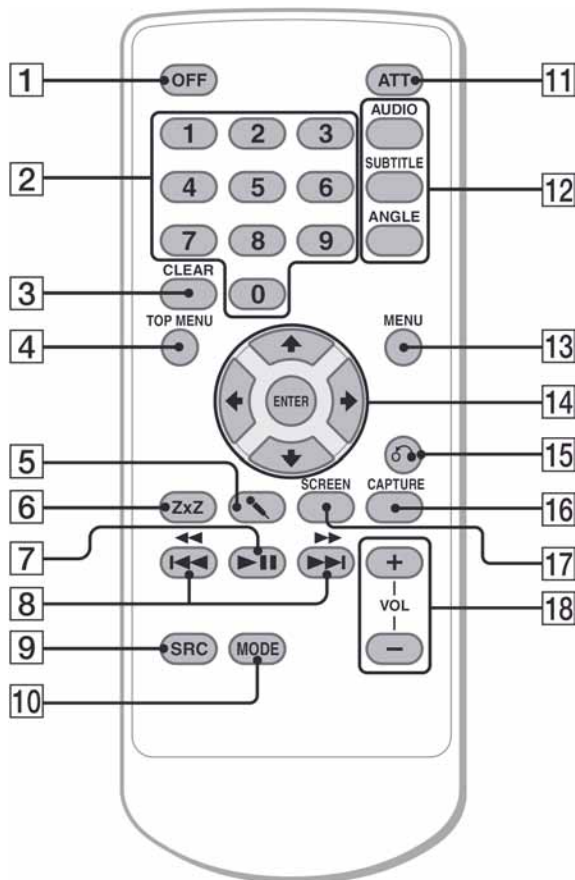 1 OFF ATT 11
AUDIO
1 2 3
2 4 5 6 SUBTITLE 12
7 8 9 ANGLE
CLEAR
3 0
4 TOP MENU MENU 13
ENTER 14
15
5 SCREEN CAPTURE 16
6 ZxZ
7 17
8 + VOL − 18
9 SRC MODE
10